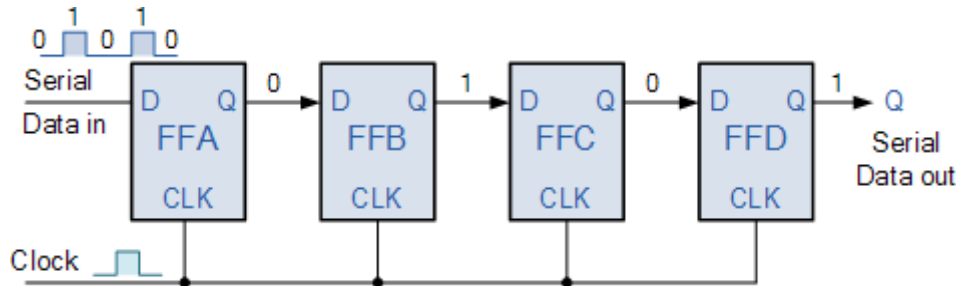 0 1 0 1 0
Serial
Data in
0 1 0 1
D Q D Q D Q D Q Q
FFA FFB FFC FFD
Serial
Data out
CLK CLK CLK CLK
Clock